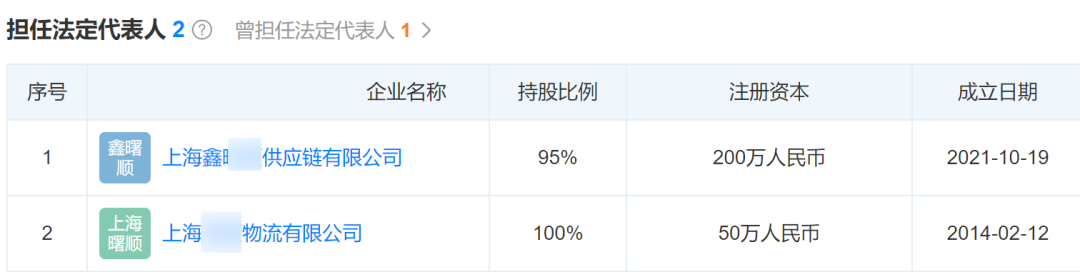 担任法定代表人 2 ? 曾担任法定代表人 1 >
序号 企业名称 持股比例 注册资本 成立日期
1 鑫曙顺 上海鑫 供应链有限公司 95% 200万人民币 2021-10-19
2 上海曙顺 上海 物流有限公司 100% 50万人民币 2014-02-12